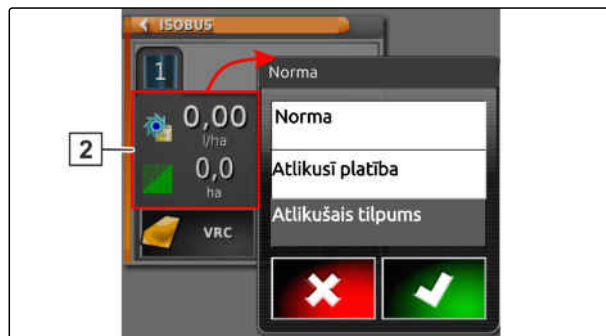 ISOBUS
1
Norma
0,00
l/ha
Norma
2
0,0
ha
Atlikusī platība
Atlikušais tilpums
VRC